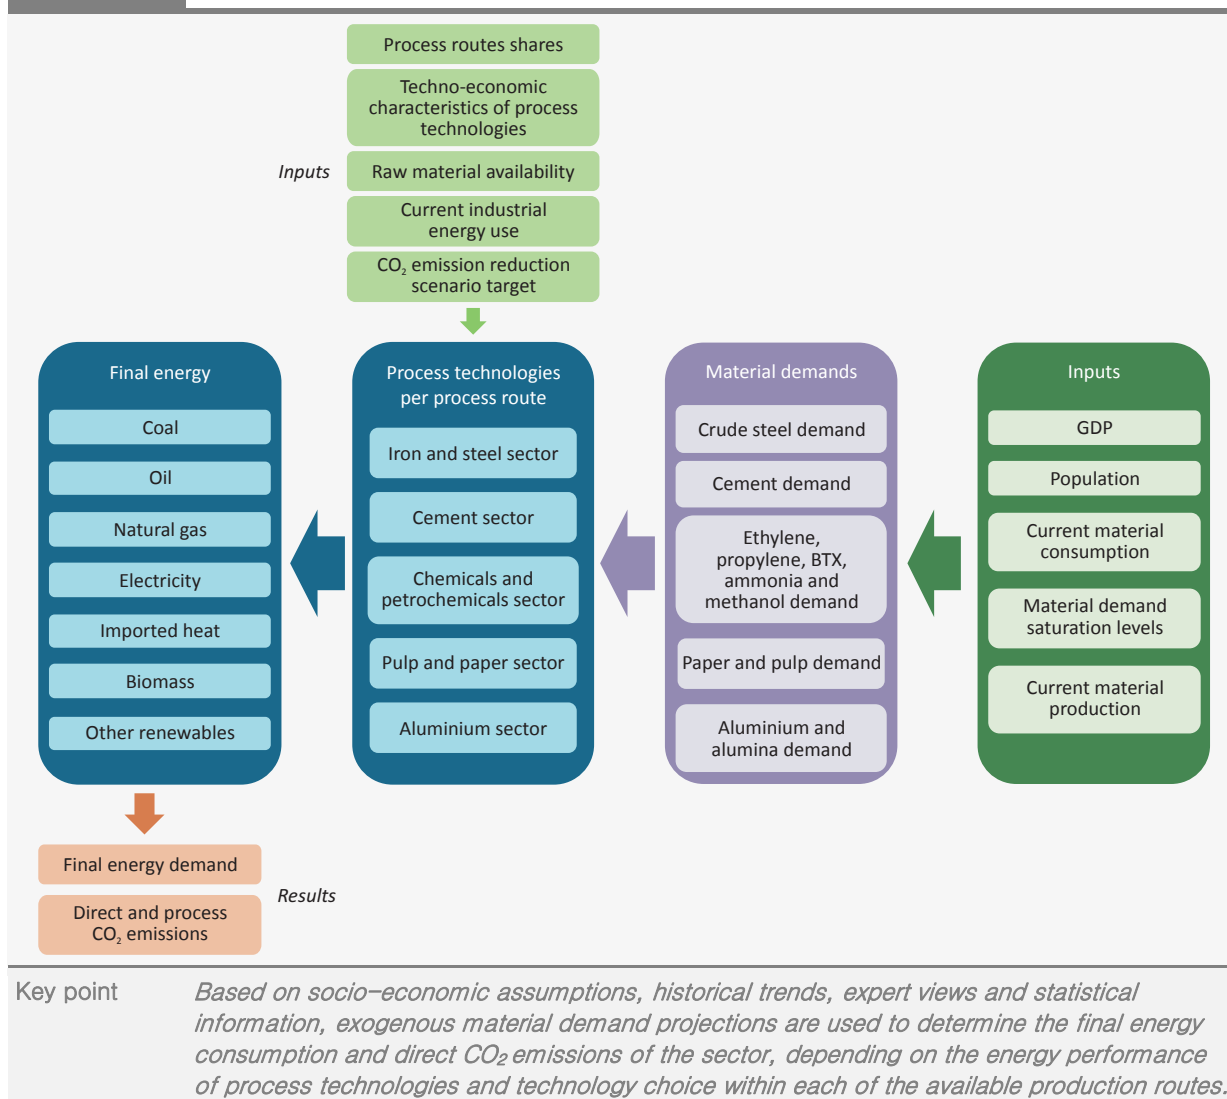 Process routes shares
Techno-economic
characteristics of process
technologies
Inputs
Raw material availability
Current industrial
energy use
CO₂ emission reduction
scenario target
Final energy
Coal
Oil
Natural gas
Electricity
Imported heat
Biomass
Other renewables
Process technologies
per process route
Iron and steel sector
Cement sector
Chemicals and
petrochemicals sector
Pulp and paper sector
Aluminium sector
Material demands
Crude steel demand
Cement demand
Ethylene,
propylene, BTX,
ammonia and
methanol demand
Paper and pulp demand
Aluminium and
alumina demand
Inputs
GDP
Population
Current material
consumption
Material demand
saturation levels
Current material
production
Final energy demand
Direct and process
CO₂ emissions
Results
Key point
Based on socio-economic assumptions, historical trends, expert views and statistical
information, exogenous material demand projections are used to determine the final energy
consumption and direct CO₂ emissions of the sector, depending on the energy performance
of process technologies and technology choice within each of the available production routes.